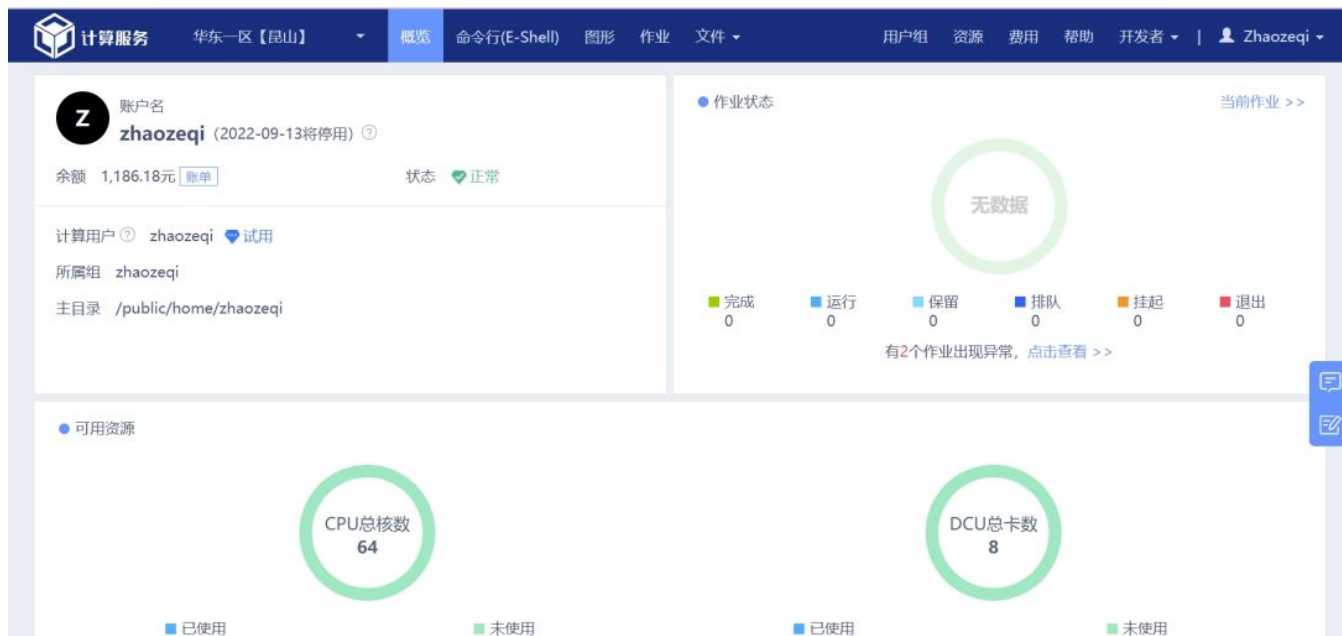 计算服务 华东一区【昆山】 概览 命令行(E-Shell) 图形 作业 文件 用户组 资源 费用 帮助 开发者 | Zhaozeqi
Z
账户名
zhaozeqi（2022-09-13将停用）?
余额 1,186.18元 账单 状态 正常
计算用户 ? zhaozeqi 试用
所属组 zhaozeqi
主目录 /public/home/zhaozeqi
作业状态 当前作业 >>
无数据
完成 运行 保留 排队 挂起 退出
0 0 0 0 0 0
有2个作业出现异常，点击查看 >>
可用资源
CPU总核数 DCU总卡数
64 8
已使用 未使用 已使用 未使用